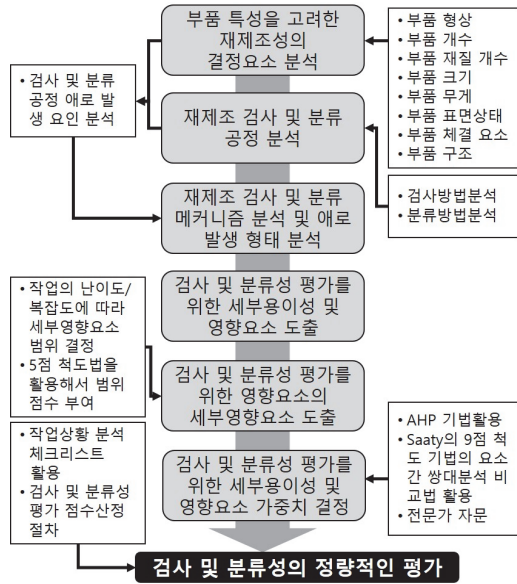 부품 특성을 고려한
재제조성의
결정요소 분석
• 부품 형상
• 부품 개수
• 부품 재질 개수
• 부품 크기
• 부품 무게
• 부품 표면상태
• 부품 체결 요소
• 부품 구조
• 검사 및 분류
공정 애로 발
생 요인 분석
재제조 검사 및 분류
공정 분석
• 검사방법분석
• 분류방법분석
재제조 검사 및 분류
메커니즘 분석 및 애로
발생 형태 분석
검사 및 분류성 평가를
위한 세부용이성 및
영향요소 도출
• 작업의 난이도/
복잡도에 따라
세부영향요소
범위 결정
• 5점 척도법을
활용해서 범위
점수 부여
검사 및 분류성 평가를
위한 영향요소의
세부영향요소 도출
• AHP 기법활용
• Saaty의 9점 척
도 기법의 요소
간 쌍대분석 비
교법 활용
• 전문가 자문
• 작업상황 분석
체크리스트
활용
• 검사 및 분류성
평가 점수산정
절차
검사 및 분류성 평가를
위한 세부용이성 및
영향요소 가중치 결정
검사 및 분류성의 정량적인 평가